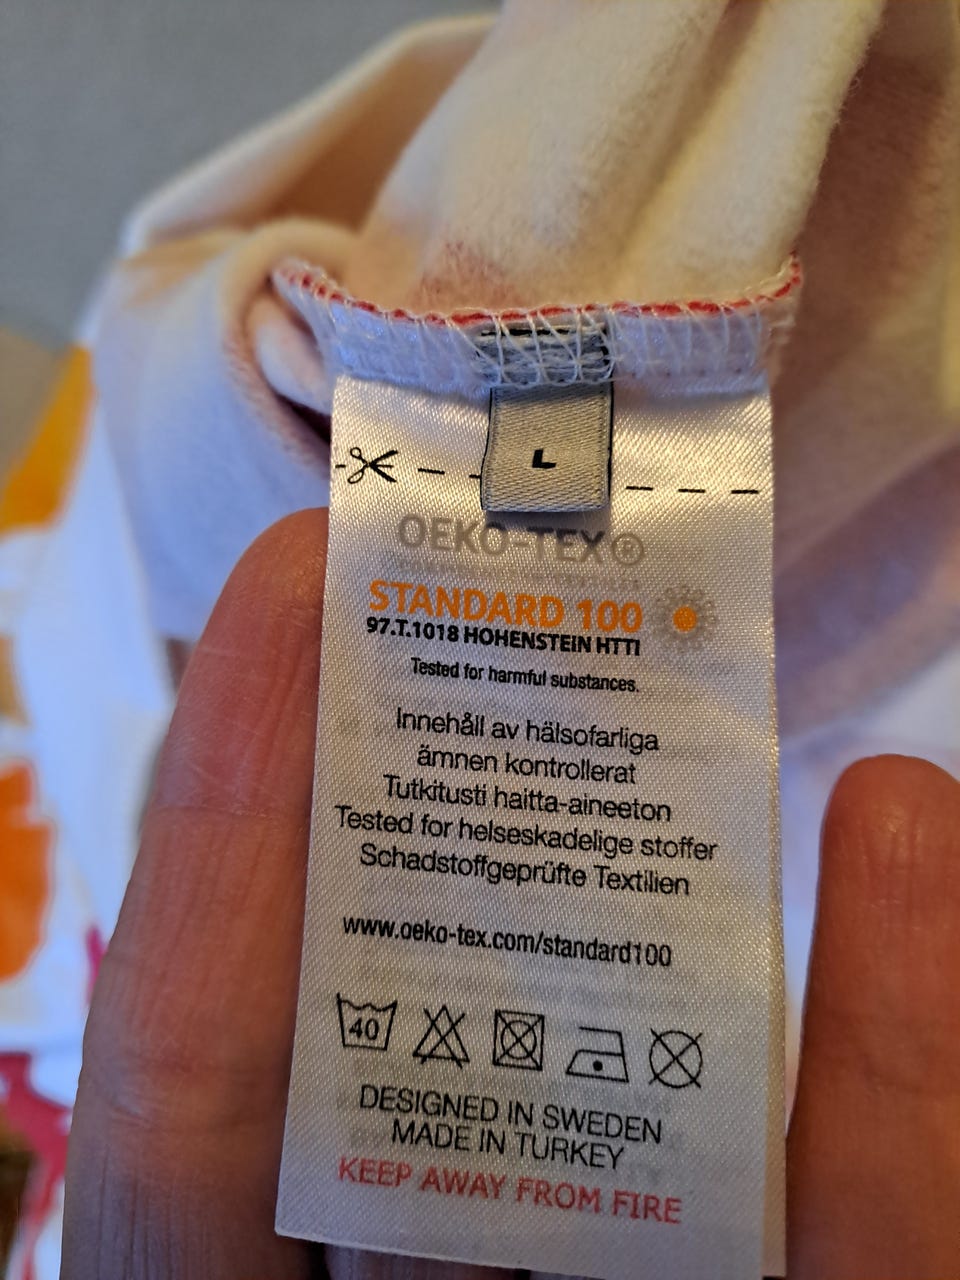 L
OEKO-TEX®
STANDARD 100
97.T.1018 HOHENSTEIN HTTI
Tested for harmful substances.
Innehåll av hälsofarliga
ämnen kontrollerat
Tutkitusti haitta-aineeton
Tested for helseskadelige stoffer
Schadstoffgeprüfte Textilien
www.oeko-tex.com/standard100
40
DESIGNED IN SWEDEN
MADE IN TURKEY
KEEP AWAY FROM FIRE